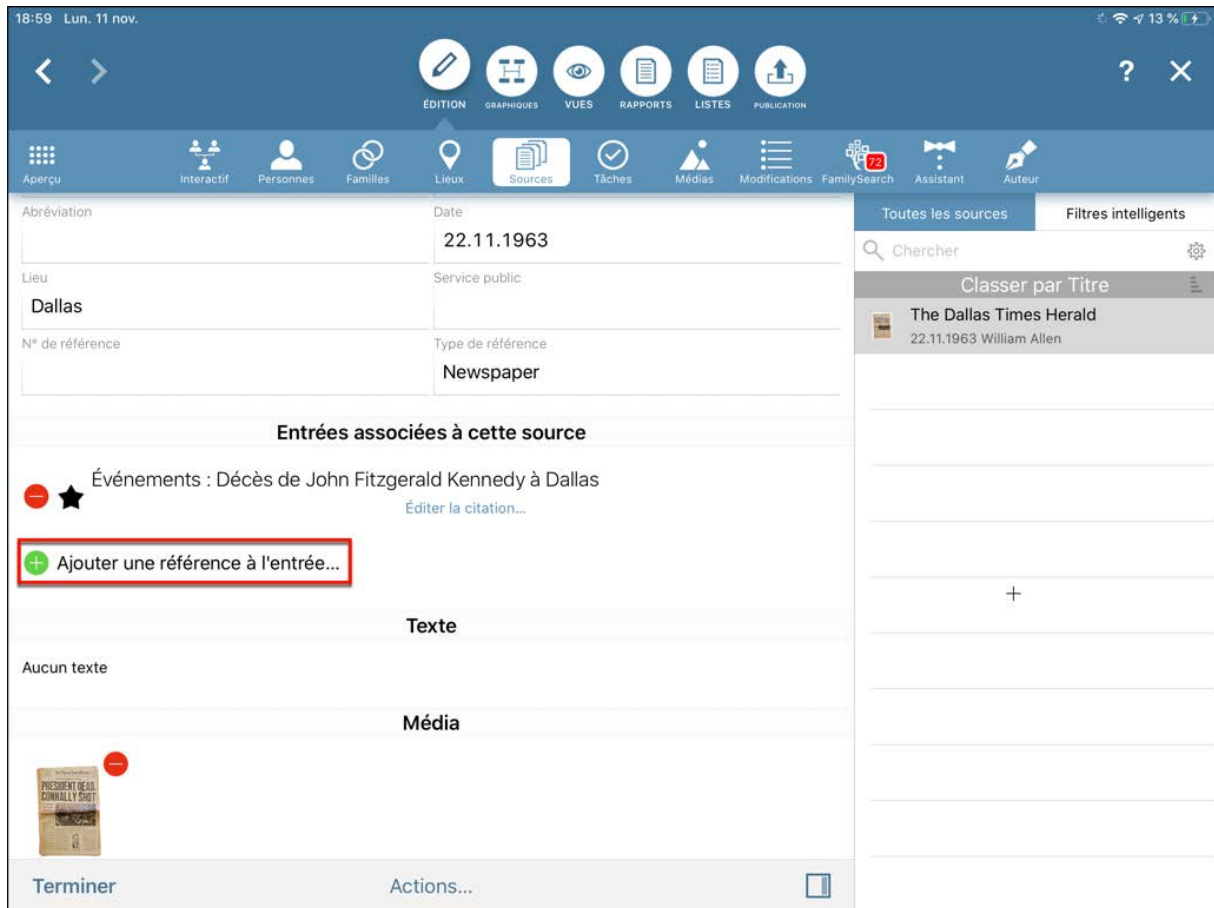 18:59 Lun. 11 nov.
13 %
?
ÉDITION
GRAPHIQUES
VUES
RAPPORTS
LISTES
PUBLICATION
Aperçu
Interactif
Personnes
Familles
Lieux
Sources
Tâches
Médias
Modifications
72
FamilySearch
Assistant
Auteur
Abréviation
Date
22.11.1963
Lieu
Dallas
Service public
N° de référence
Type de référence
Newspaper
Entrées associées à cette source
Événements : Décès de John Fitzgerald Kennedy à Dallas
Éditer la citation...
Ajouter une référence à l'entrée...
Texte
Aucun texte
Média
PRESIDENT DEAD,
CONNALLY SHOT
Terminer
Actions...
Toutes les sources
Filtres intelligents
Chercher
Classer par Titre
The Dallas Times Herald
22.11.1963 William Allen